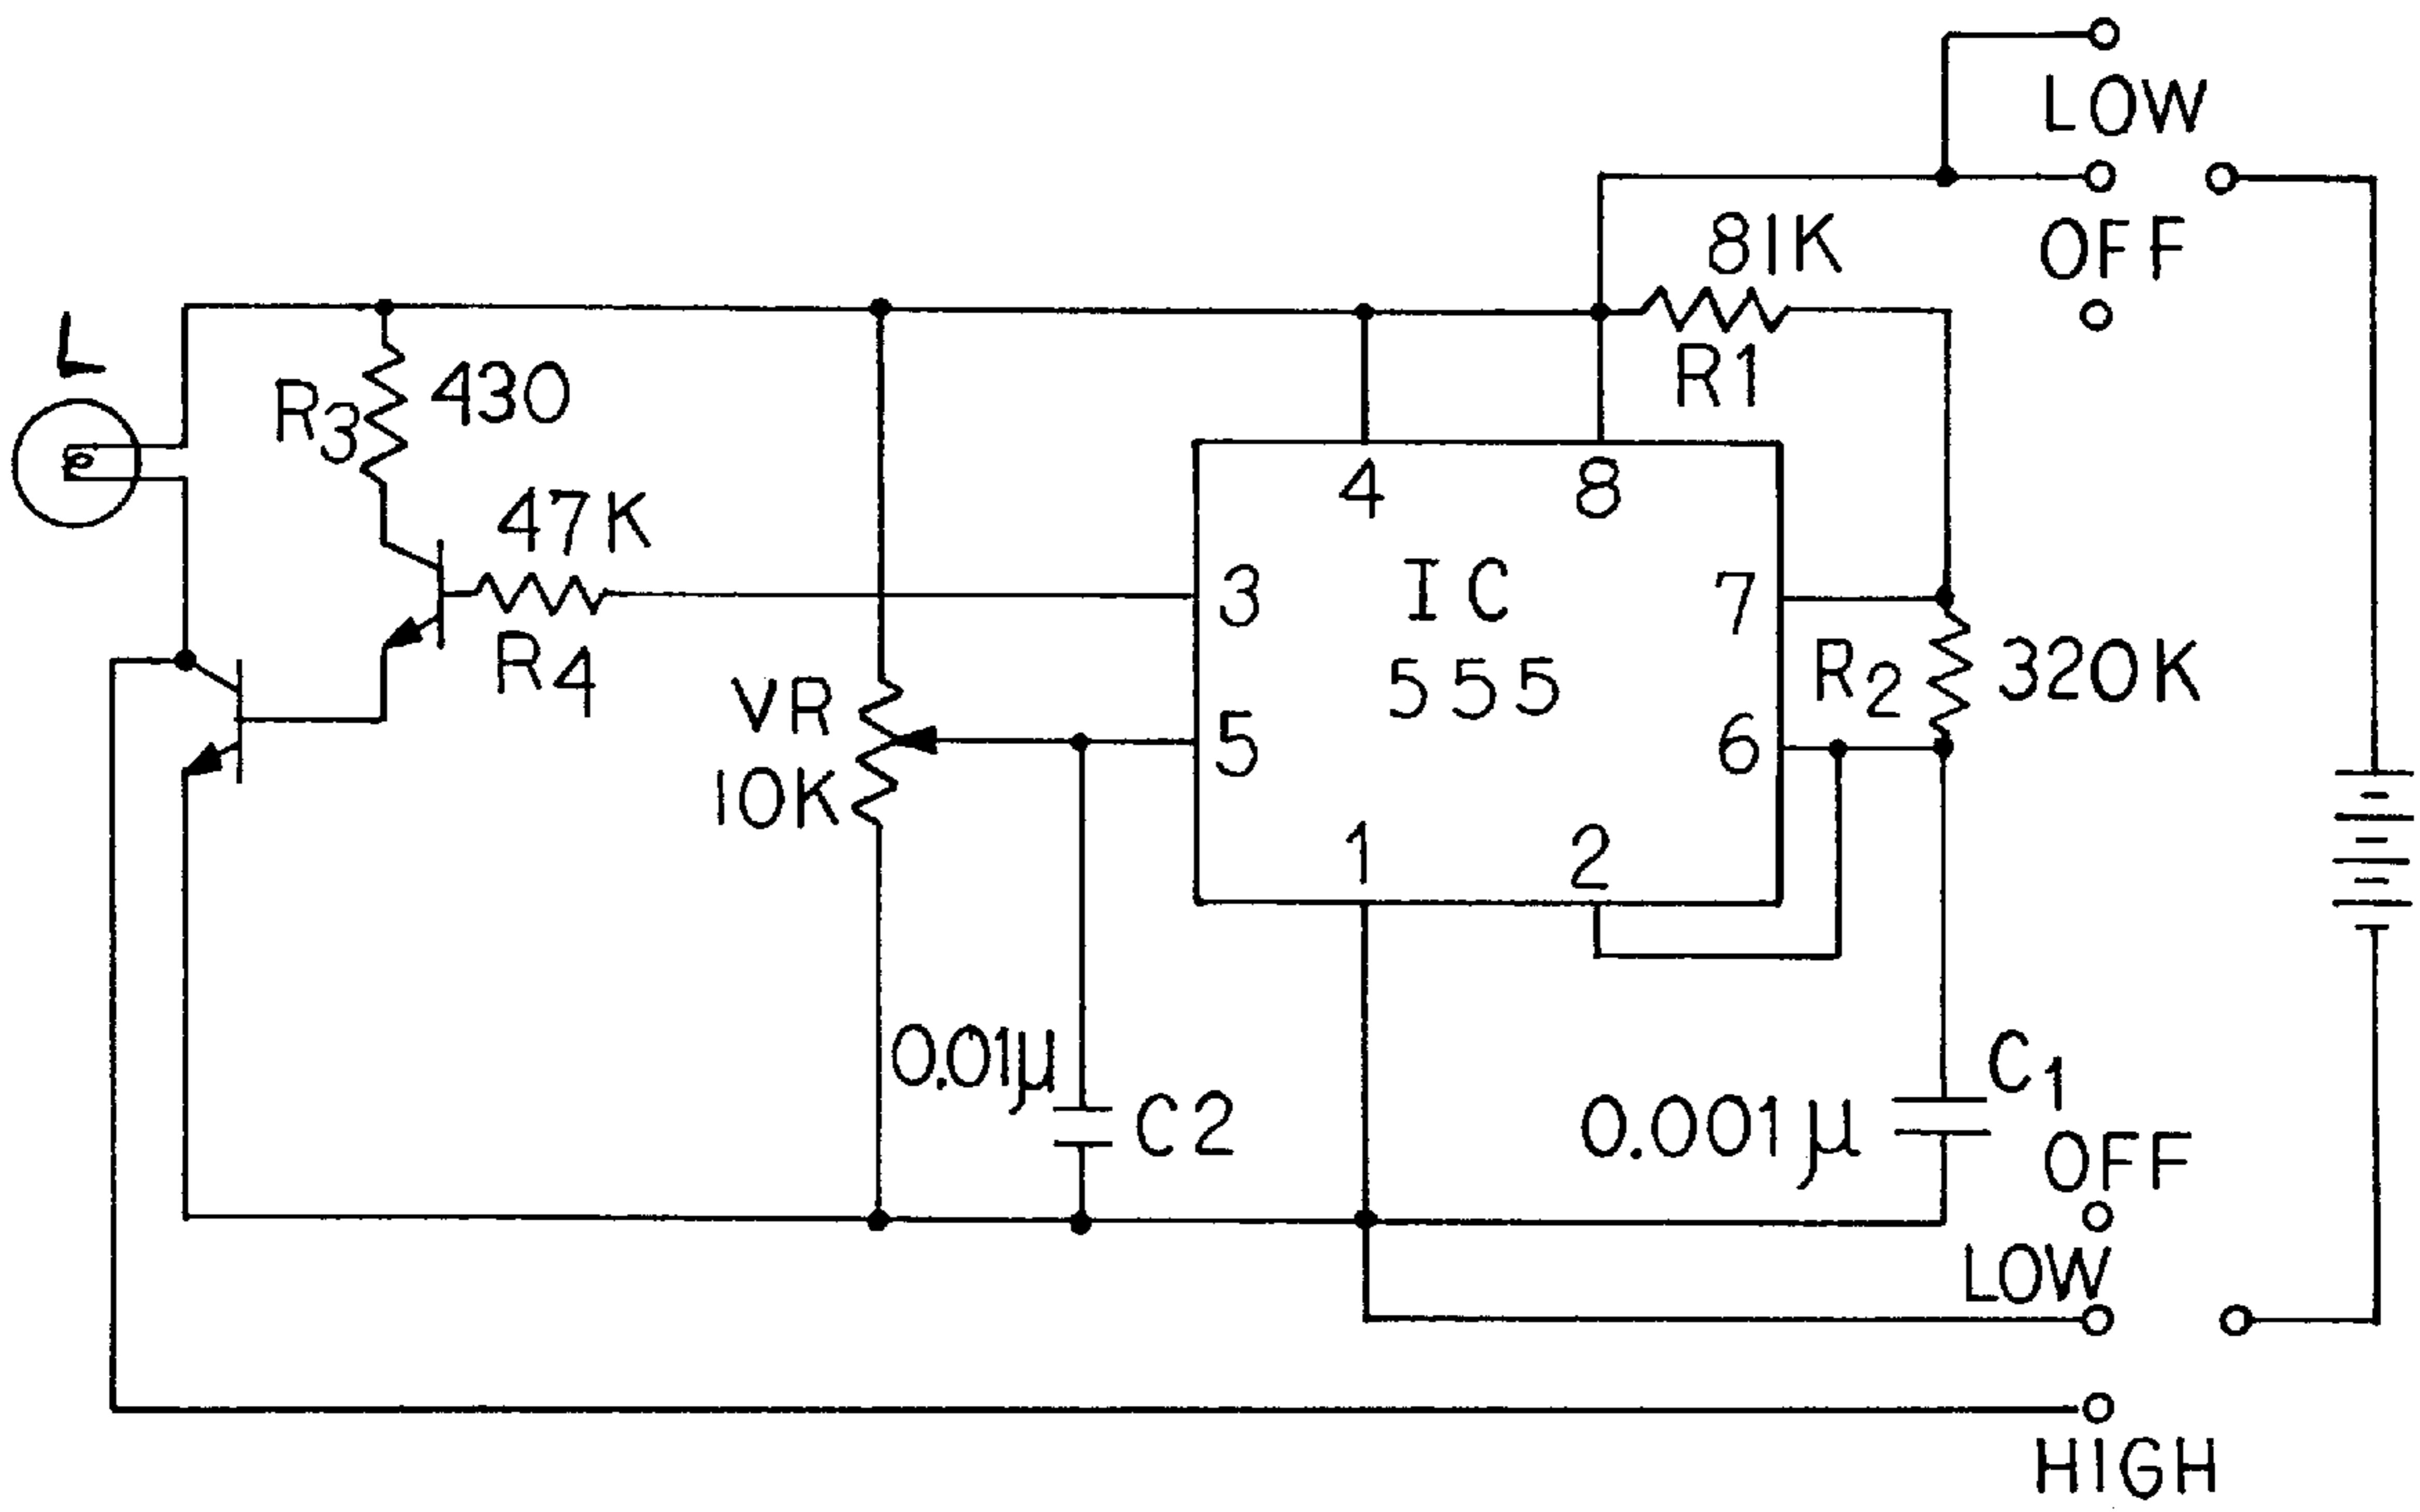 LOW
OFF
81K
R1
L
R3 430
47K
R4
4 8
3 IC 7
555
5 6
R2 320K
VR
10K
1 2
0.01μ
C2
C1
0.001μ
OFF
LOW
HIGH